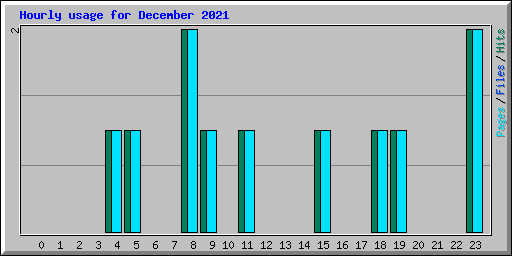 Hourly usage for December 2021
2
Pages/Files/Hits
0 1 2 3 4 5 6 7 8 9 10 11 12 13 14 15 16 17 18 19 20 21 22 23